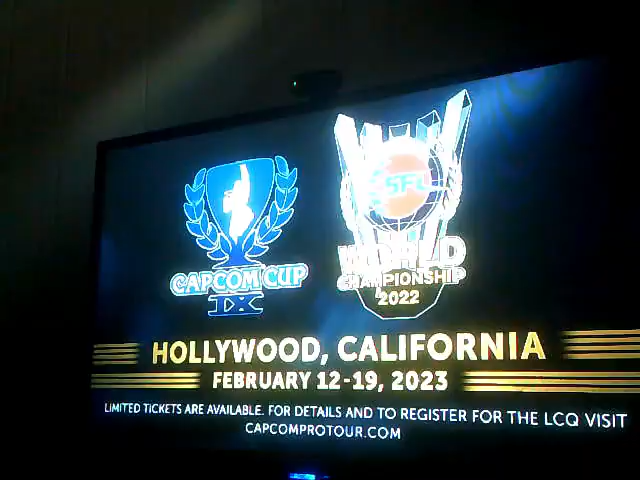 CAPCOM CUP
IX
SFL
WORLD
CHAMPIONSHIP
2022
HOLLYWOOD, CALIFORNIA
FEBRUARY 12-19, 2023
LIMITED TICKETS ARE AVAILABLE. FOR DETAILS AND TO REGISTER FOR THE LCQ VISIT
CAPCOMPROTOUR.COM